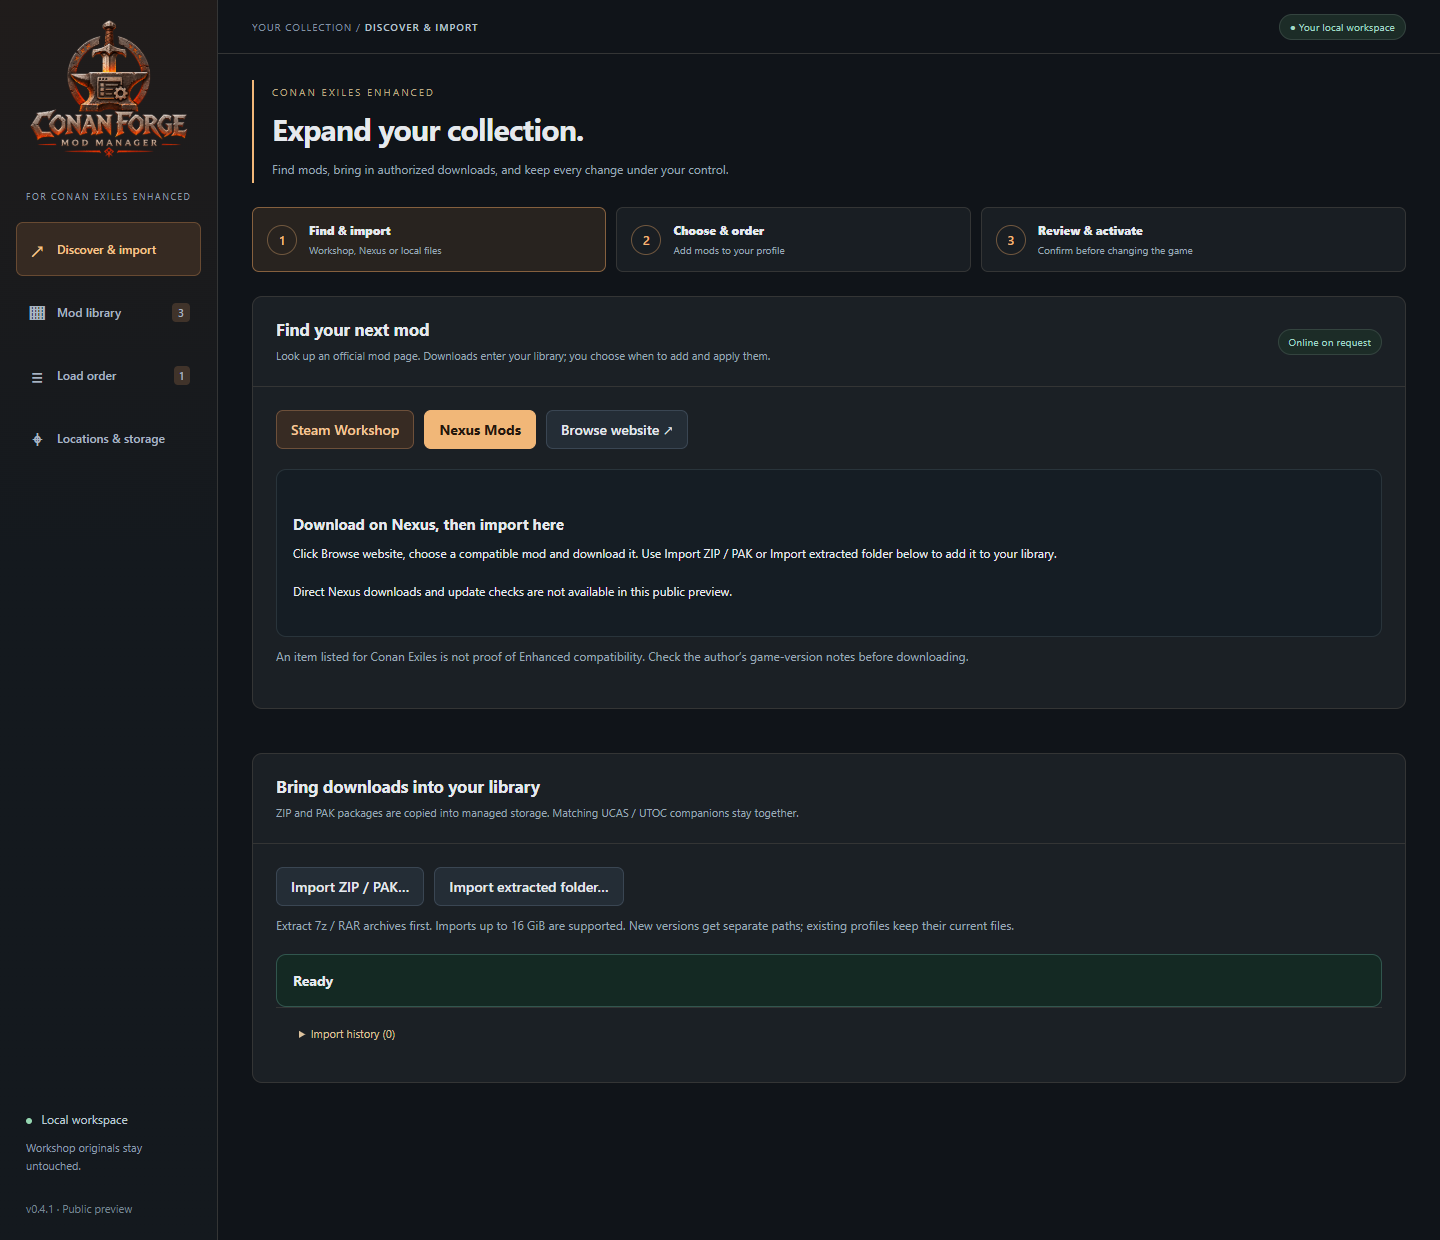 CONAN FORGE
MOD MANAGER
FOR CONAN EXILES ENHANCED
Discover & import
Mod library 3
Load order 1
Locations & storage
Local workspace
Workshop originals stay
untouched.
v0.4.1 · Public preview
YOUR COLLECTION / DISCOVER & IMPORT
Your local workspace
CONAN EXILES ENHANCED
Expand your collection.
Find mods, bring in authorized downloads, and keep every change under your control.
1 Find & import
Workshop, Nexus or local files
2 Choose & order
Add mods to your profile
3 Review & activate
Confirm before changing the game
Find your next mod
Look up an official mod page. Downloads enter your library; you choose when to add and apply them.
Online on request
Steam Workshop Nexus Mods Browse website ↗
Download on Nexus, then import here
Click Browse website, choose a compatible mod and download it. Use Import ZIP / PAK or Import extracted folder below to add it to your library.
Direct Nexus downloads and update checks are not available in this public preview.
An item listed for Conan Exiles is not proof of Enhanced compatibility. Check the author's game-version notes before downloading.
Bring downloads into your library
ZIP and PAK packages are copied into managed storage. Matching UCAS / UTOC companions stay together.
Import ZIP / PAK... Import extracted folder...
Extract 7z / RAR archives first. Imports up to 16 GiB are supported. New versions get separate paths; existing profiles keep their current files.
Ready
Import history (0)